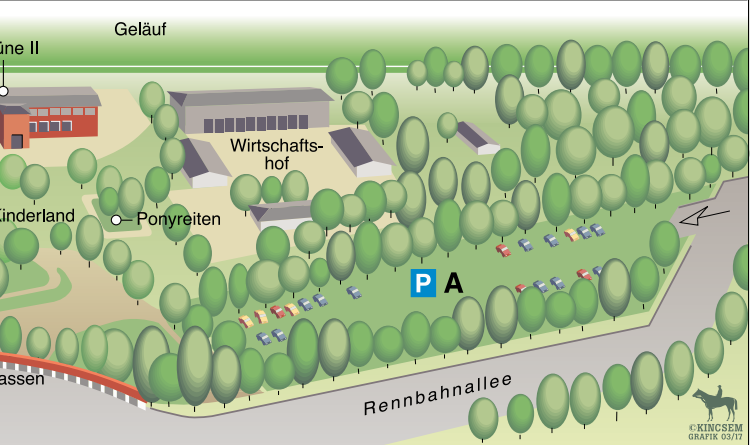 Geläuf
üne II
Wirtschafts-
hof
Kinderland
Ponyreiten
P A
assen
Rennbahnallee
©KINCSEM
GRAFIK 03/17